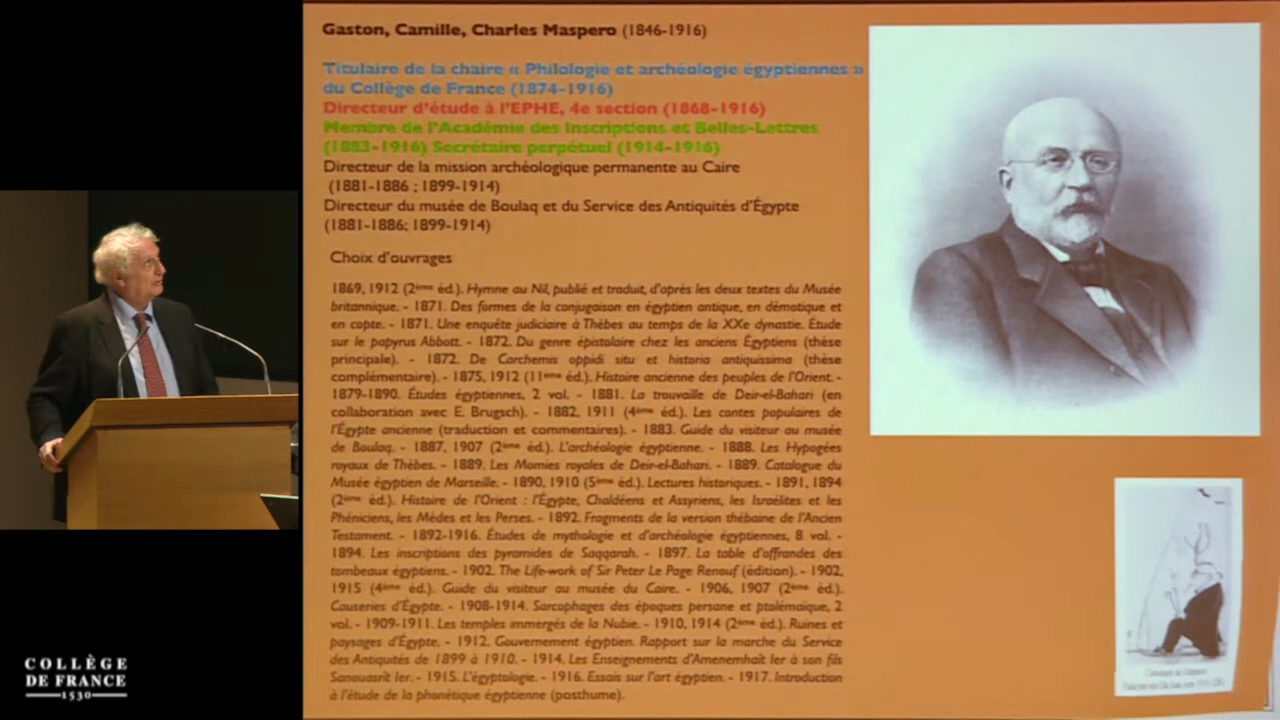 Gaston, Camille, Charles Maspero (1846-1916)
Titulaire de la chaire « Philologie et archéologie égyptiennes »
du Collège de France (1874-1916)
Directeur d'étude à l'EPHE, 4e section (1868-1916)
Membre de l'Académie des Inscriptions et Belles-Lettres
(1883-1916) Secrétaire perpétuel (1914-1916)
Directeur de la mission archéologique permanente au Caire
(1881-1886 ; 1899-1914)
Directeur du musée de Boulaq et du Service des Antiquités d'Égypte
(1881-1886; 1899-1914)
Choix d'ouvrages
1869, 1912 (2ème éd.). Hymne au Nil, publié et traduit, d'après les deux textes du Musée
britannique. - 1871. Des formes de la conjugaison en égyptien antique, en démotique et
en copte. - 1871. Une enquête judiciaire à Thèbes au temps de la XXe dynastie. Étude
sur le papyrus Abbott. - 1872. Du genre épistolaire chez les anciens Égyptiens (thèse
principale). - 1872. De Carchemis oppidi situ et historia antiquissima (thèse
complémentaire). - 1875, 1912 (11ème éd.). Histoire ancienne des peuples de l'Orient. -
1879-1890. Études égyptiennes, 2 vol. - 1881. La trouvaille de Deir-el-Bahari (en
collaboration avec E. Brugsch). - 1882, 1911 (4ème éd.). Les contes populaires de
l'Égypte ancienne (traduction et commentaires). - 1883. Guide du visiteur au musée
de Boulaq. - 1887, 1907 (2ème éd.). L'archéologie égyptienne. - 1888. Les Hypogées
royaux de Thèbes. - 1889. Les Momies royales de Deir-el-Bahari. - 1889. Catalogue du
Musée égyptien de Marseille. - 1890, 1910 (5ème éd.). Lectures historiques. - 1891, 1894
(2ème éd.). Histoire de l'Orient : l'Égypte, Chaldéens et Assyriens, les Israélites et les
Phéniciens, les Mèdes et les Perses. - 1892. Fragments de la version thébaine de l'Ancien
Testament. - 1892-1916. Études de mythologie et d'archéologie égyptiennes, 8 vol. -
1894. Les inscriptions des pyramides de Saqqarah. - 1897. La table d'offrandes des
tombeaux égyptiens. - 1902. The Life-work of Sir Peter Le Page Renouf (édition). - 1902,
1915 (4ème éd.). Guide du visiteur au musée du Caire. - 1906, 1907 (2ème éd.).
Causeries d'Égypte. - 1908-1914. Sarcophages des époques persane et ptolémaïque, 2
vol. - 1909-1911. Les temples immergés de la Nubie. - 1910, 1914 (2ème éd.). Ruines et
paysages d'Égypte. - 1912. Gouvernement égyptien. Rapport sur la marche du Service
des Antiquités de 1899 à 1910. - 1914. Les Enseignements d'Amenemhaît Ier à son fils
Sanouasrît Ier. - 1915. L'égyptologie. - 1916. Essais sur l'art égyptien. - 1917. Introduction
à l'étude de la phonétique égyptienne (posthume).
COLLÈGE
DE FRANCE
1530